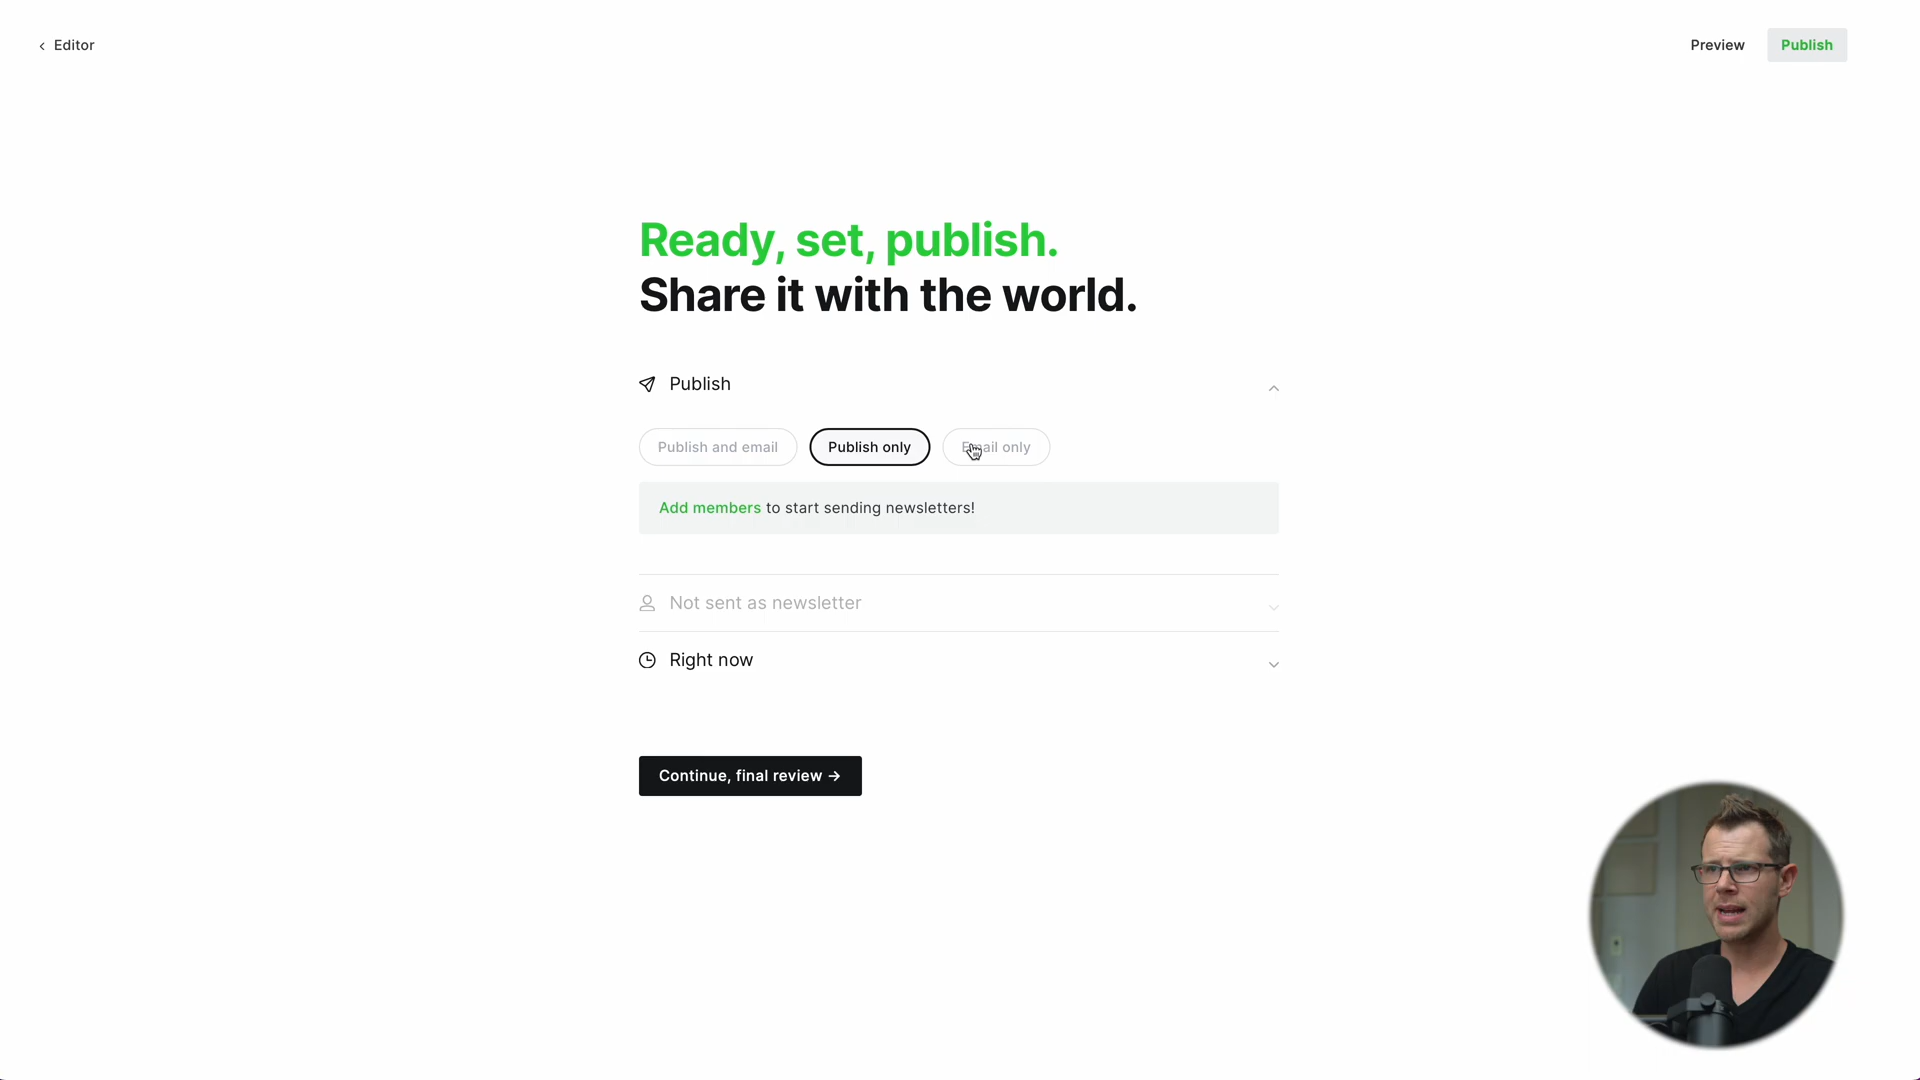 Editor
Preview
Publish
Ready, set, publish.
Share it with the world.
Publish
Publish and email
Publish only
Email only
Add members to start sending newsletters!
Not sent as newsletter
Right now
Continue, final review →